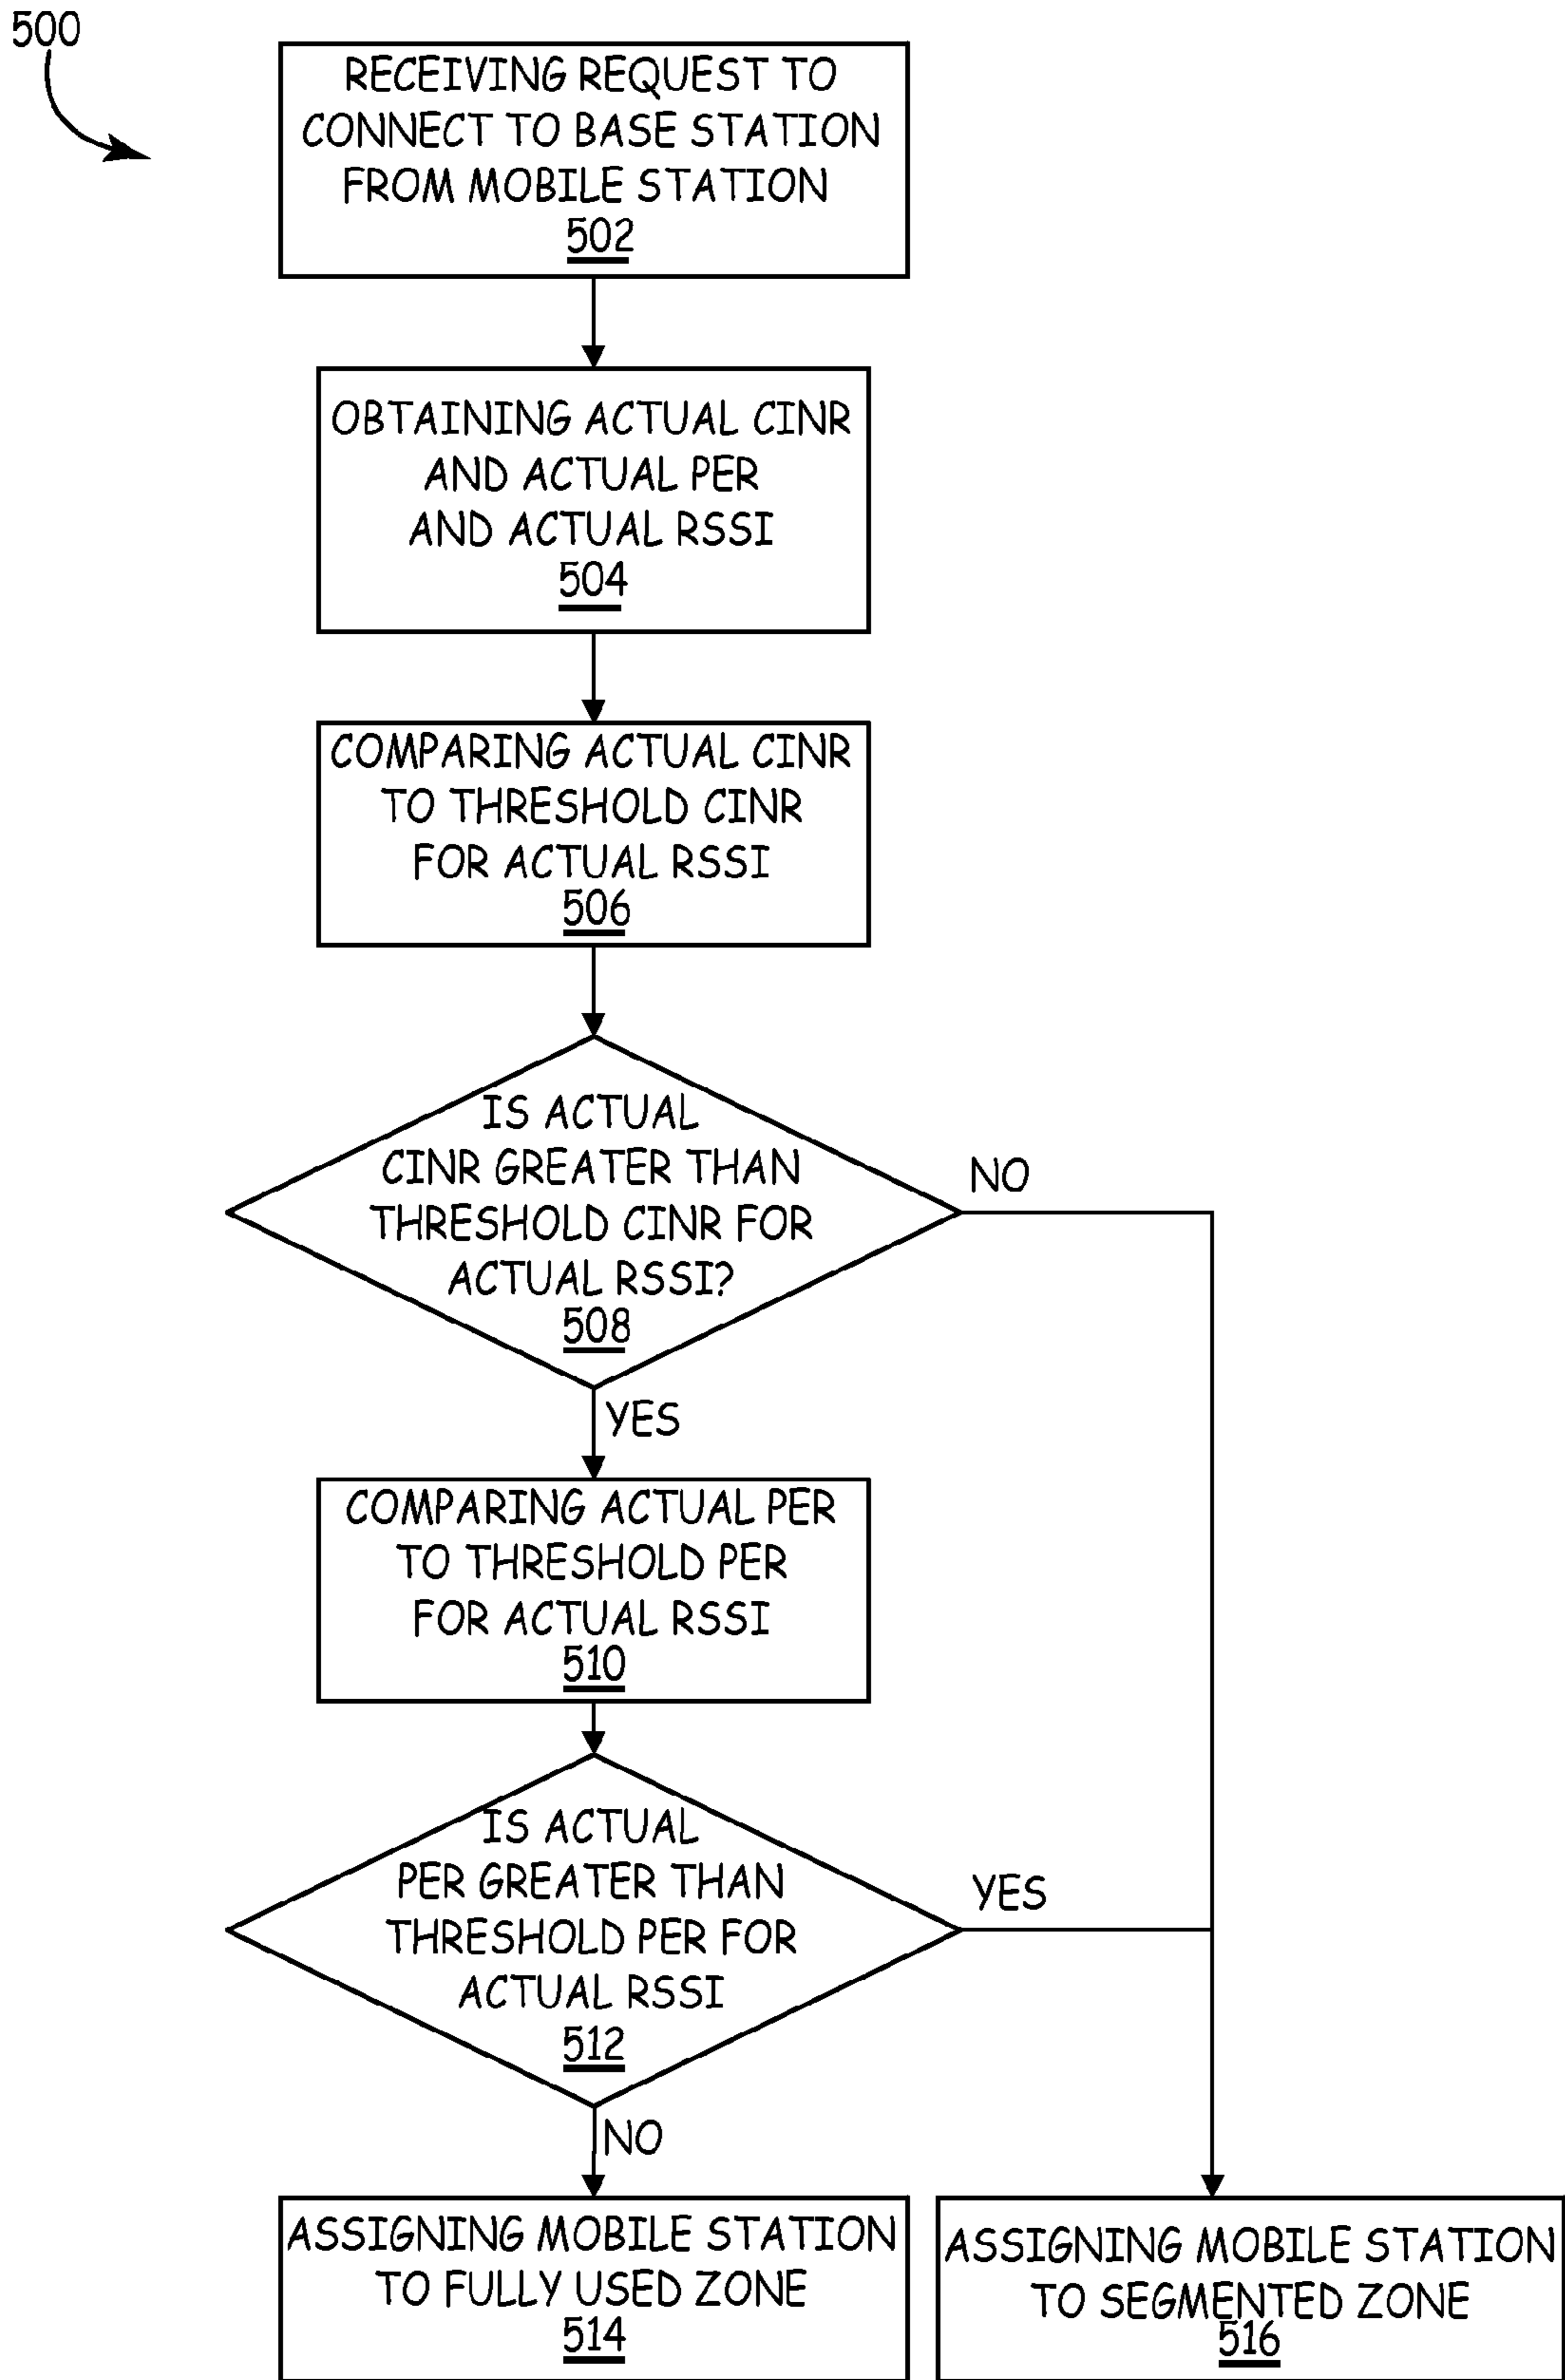 500
RECEIVING REQUEST TO
CONNECT TO BASE STATION
FROM MOBILE STATION
502
OBTAINING ACTUAL CINR
AND ACTUAL PER
AND ACTUAL RSSI
504
COMPARING ACTUAL CINR
TO THRESHOLD CINR
FOR ACTUAL RSSI
506
IS ACTUAL
CINR GREATER THAN
THRESHOLD CINR FOR
ACTUAL RSSI?
508
NO
YES
COMPARING ACTUAL PER
TO THRESHOLD PER
FOR ACTUAL RSSI
510
IS ACTUAL
PER GREATER THAN
THRESHOLD PER FOR
ACTUAL RSSI
512
YES
NO
ASSIGNING MOBILE STATION
TO FULLY USED ZONE
514
ASSIGNING MOBILE STATION
TO SEGMENTED ZONE
516